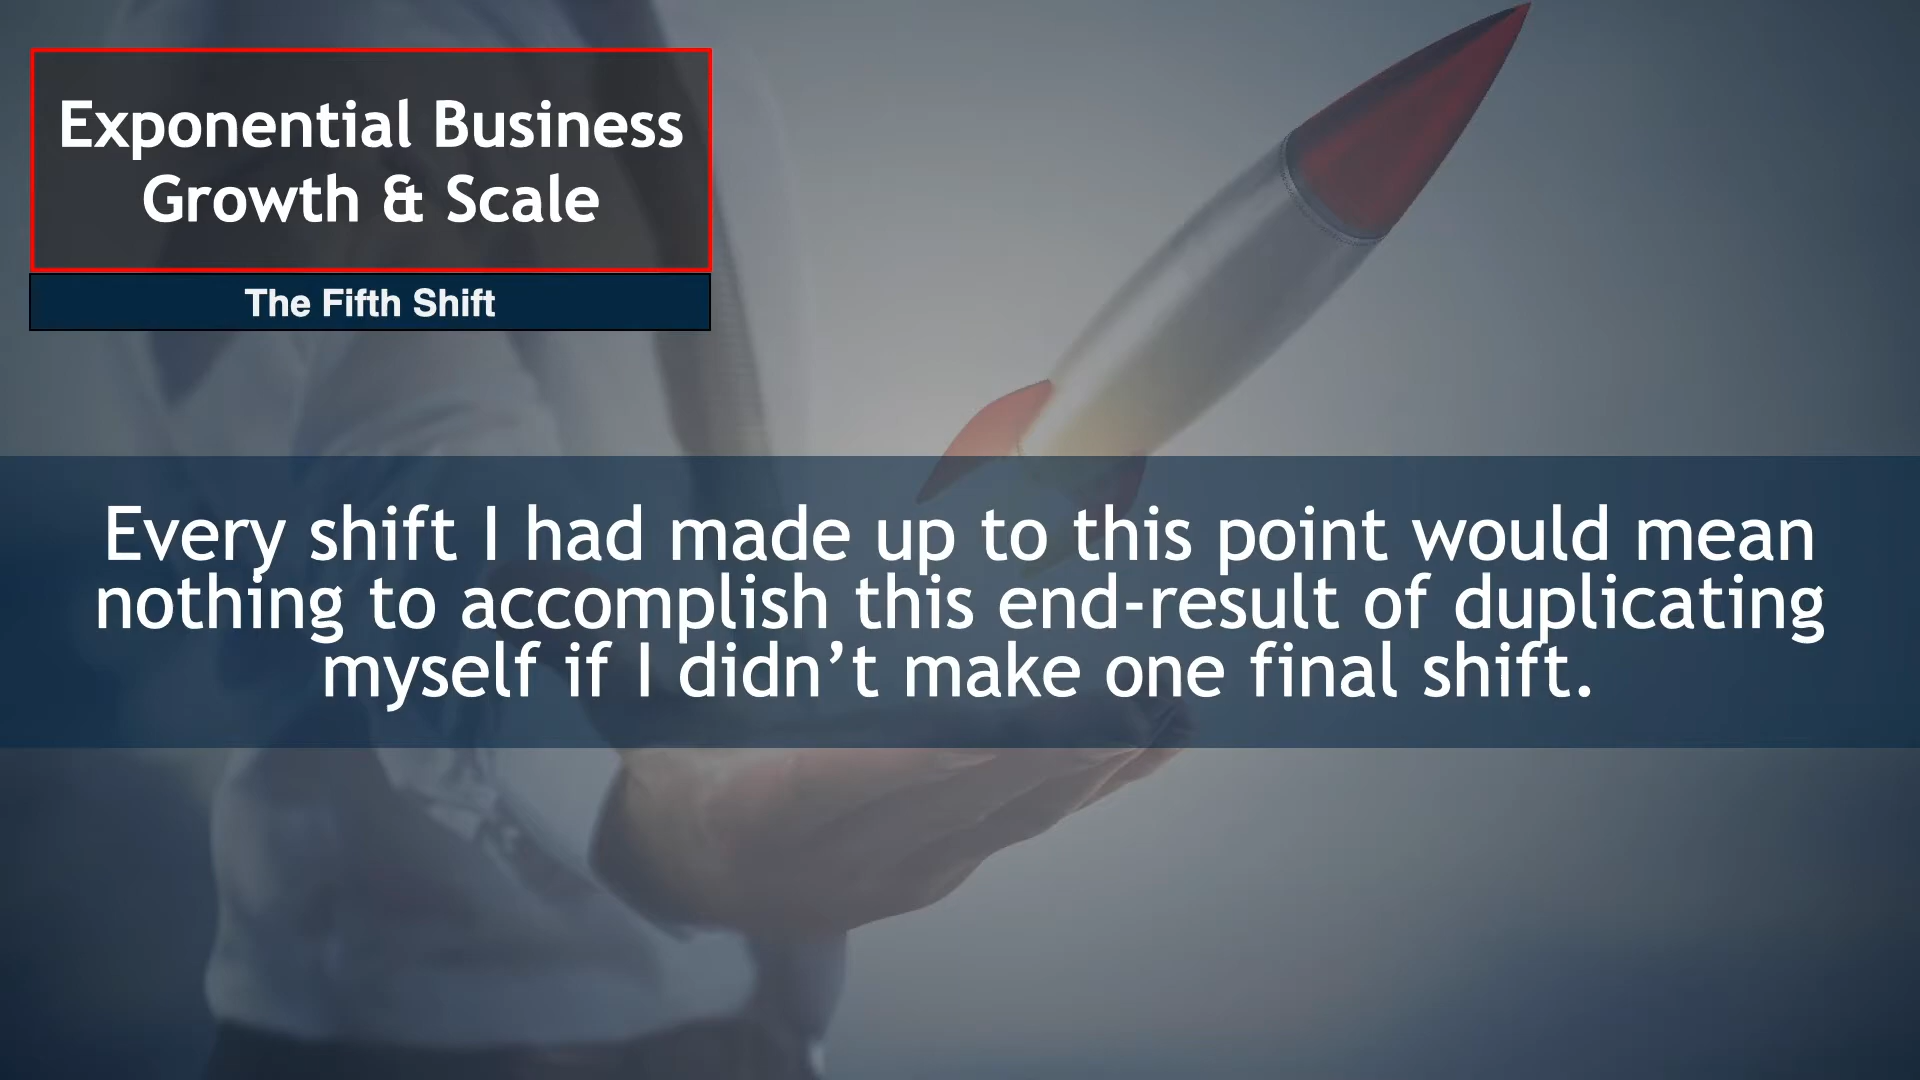 Exponential Business
Growth & Scale
The Fifth Shift
Every shift I had made up to this point would mean
nothing to accomplish this end-result of duplicating
myself if I didn’t make one final shift.